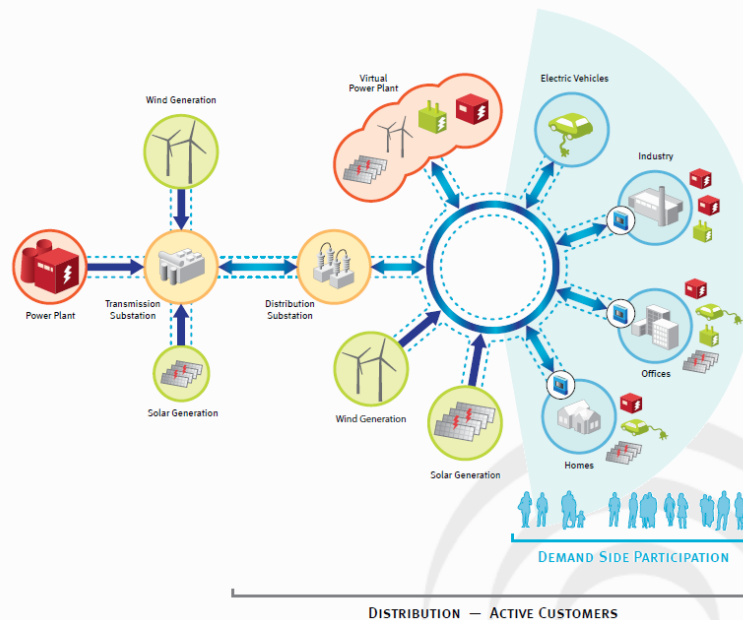 Wind Generation
Virtual
Power Plant
Electric Vehicles
Industry
Power Plant
Transmission
Substation
Distribution
Substation
Solar Generation
Wind Generation
Solar Generation
Offices
Homes
DEMAND SIDE PARTICIPATION
DISTRIBUTION — ACTIVE CUSTOMERS